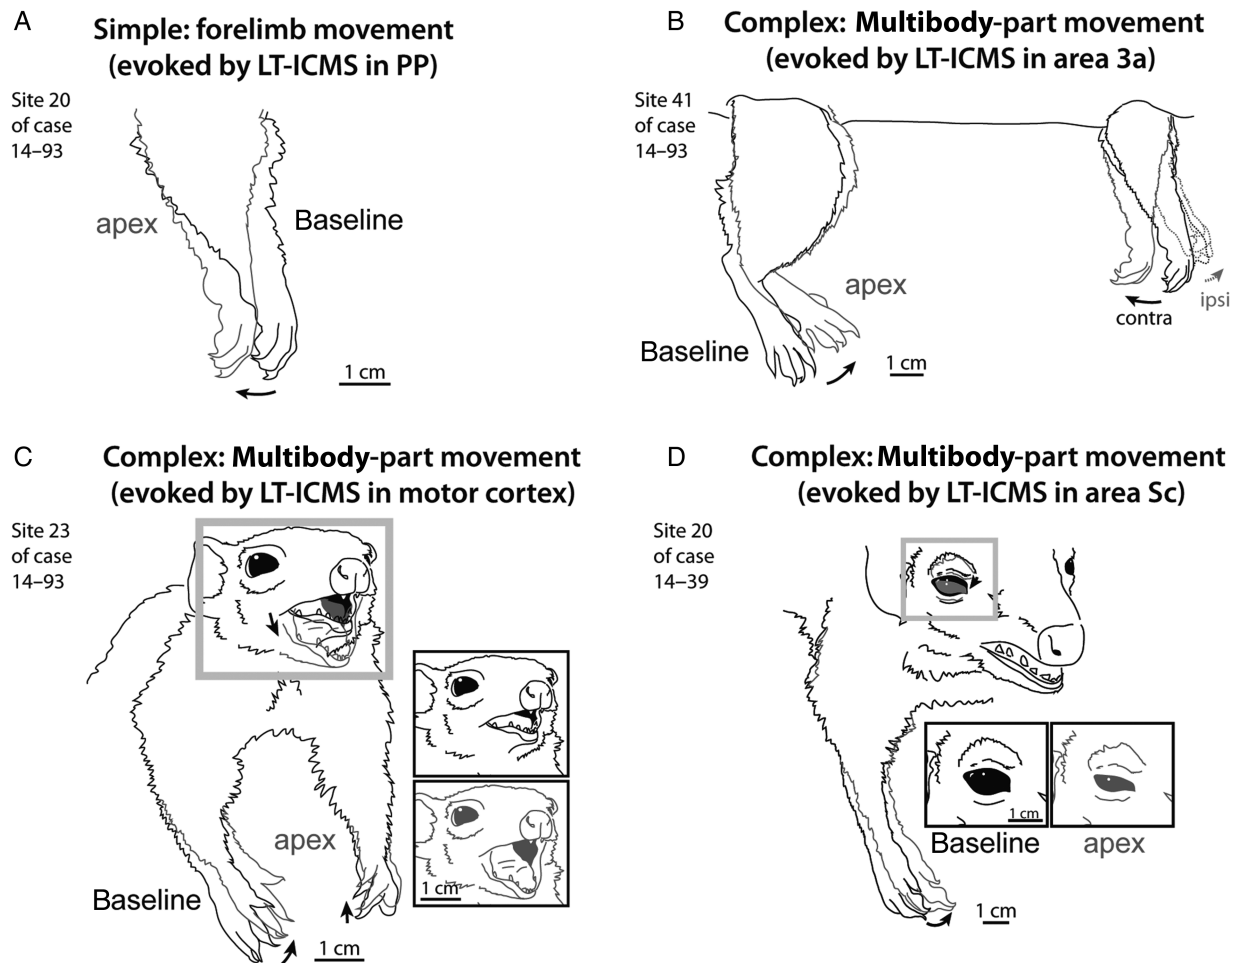 A
Simple: forelimb movement
(evoked by LT-ICMS in PP)
Site 20
of case
14–93
apex
Baseline
1 cm
B
Complex: Multibody-part movement
(evoked by LT-ICMS in area 3a)
Site 41
of case
14–93
apex
Baseline
1 cm
contra
ipsi
C
Complex: Multibody-part movement
(evoked by LT-ICMS in motor cortex)
Site 23
of case
14–93
apex
Baseline
1 cm
1 cm
D
Complex: Multibody-part movement
(evoked by LT-ICMS in area Sc)
Site 20
of case
14–39
1 cm
Baseline
apex
1 cm